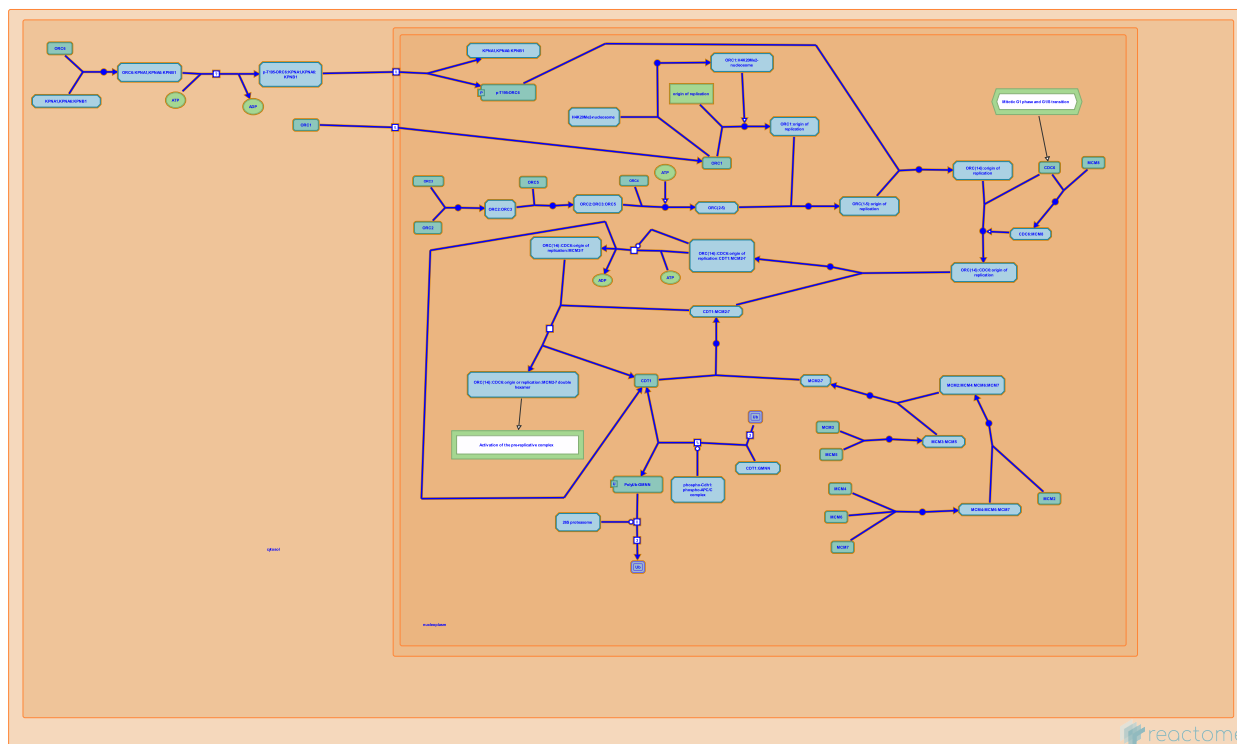 ORC6
KPNA1,KPNA6:KPNB1
ORC6:KPNA1,KPNA6:KPNB1
ATP
ADP
p-T195-ORC6:KPNA1,KPNA6:
KPNB1
ORC1
KPNA1,KPNA6:KPNB1
p-T195-ORC6
P
H4K20Me2-nucleosome
ORC1:H4K20Me2-
nucleosome
origin of replication
ORC1:origin of
replication
ORC1
Mitotic G1 phase and G1/S transition
ORC(1-6):origin of
replication
CDC6
MCM8
CDC6:MCM8
ORC3
ORC2
ORC2:ORC3
ORC5
ORC2:ORC3:ORC5
ORC4
ATP
ORC(2-5)
ORC(1-5):origin of
replication
ORC(1-6):CDC6:origin of
replication:MCM2-7
ADP
ATP
ORC(1-6):CDC6:origin of
replication:CDT1:MCM2-7
ORC(1-6):CDC6:origin of
replication
CDT1:MCM2-7
ORC(1-6):CDC6:origin or replication:MCM2-7 double
hexamer
CDT1
MCM2-7
MCM2:MCM4:MCM6:MCM7
Activation of the pre-replicative complex
Ub
CDT1:GMNN
PolyUb-GMNN
phospho-Cdh1:
phospho-APC/C
complex
26S proteasome
Ub
MCM3
MCM5
MCM3:MCM5
MCM4
MCM6
MCM7
MCM4:MCM6:MCM7
MCM2
cytosol
nucleoplasm
reactome